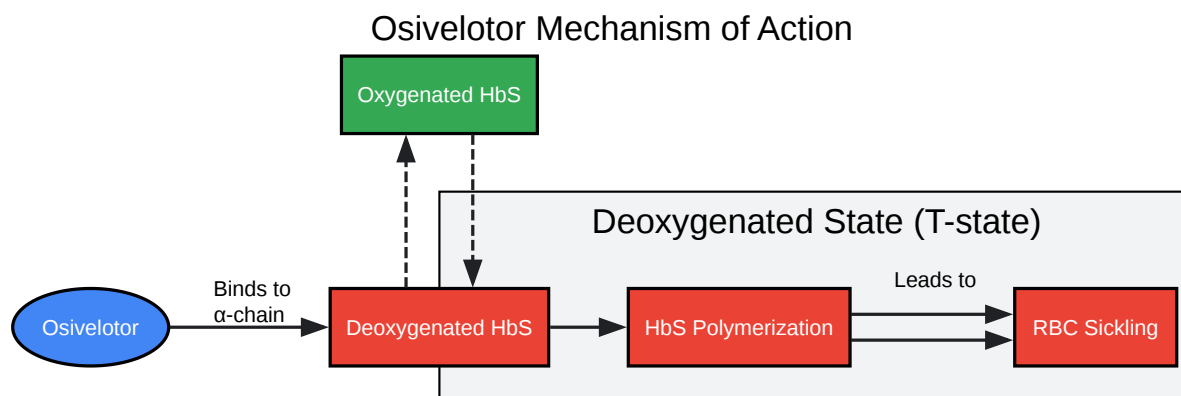 Osivelotor Mechanism of Action
Oxygenated HbS
Deoxygenated State (T-state)
Binds to
α-chain
Leads to
Osivelotor
Deoxygenated HbS
HbS Polymerization
RBC Sickling